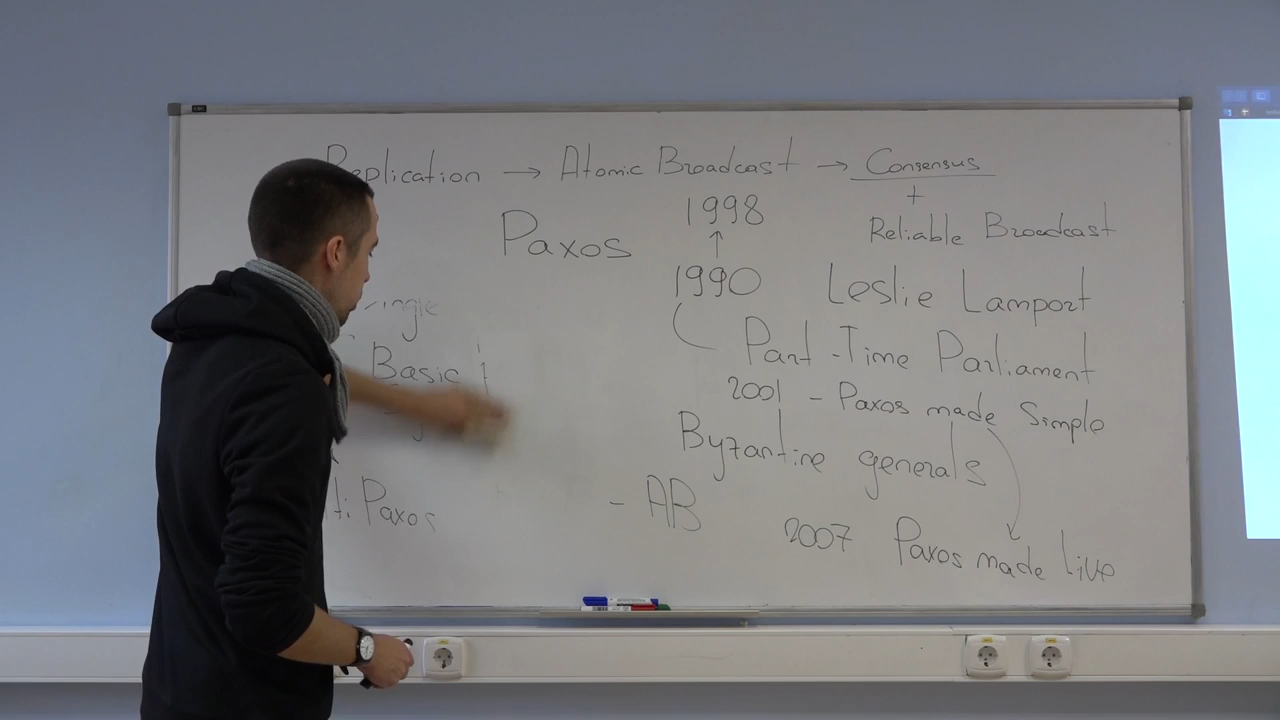 Replication → Atomic Broadcast → Consensus
+
Reliable Broadcast
1998
↑
Paxos
1990 Leslie Lamport
Part-Time Parliament
Basic
2001 - Paxos made Simple
Byzantine generals
Paxos
- AB
2007 Paxos made live